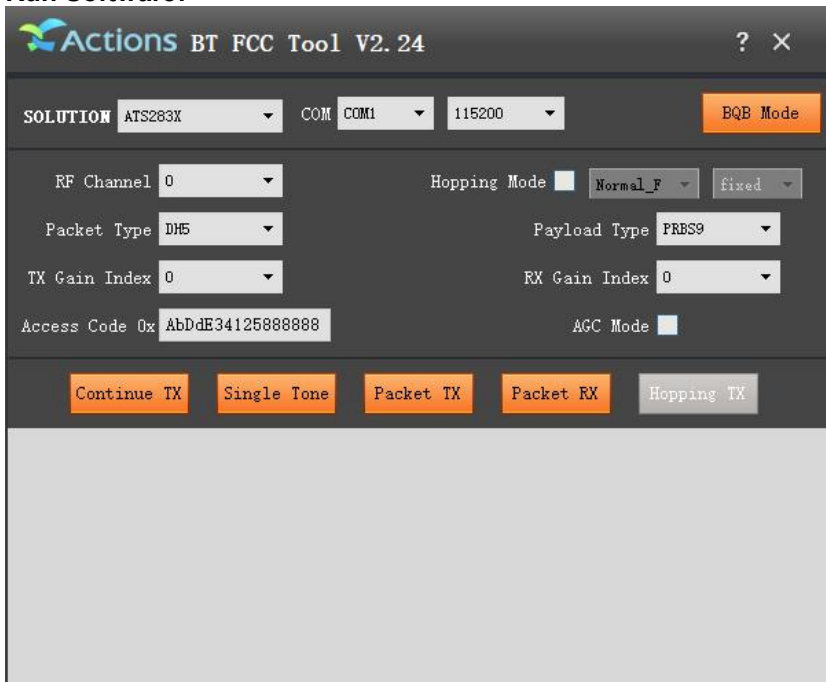 Run Software:
Actions BT FCC Tool V2.24 ? ×
SOLUTION ATS283X COM COM1 115200 BQB Mode
RF Channel 0 Hopping Mode Normal_F fixed
Packet Type DH5 Payload Type PRBS9
TX Gain Index 0 RX Gain Index 0
Access Code 0x AbDdE34125888888 AGC Mode
Continue TX Single Tone Packet TX Packet RX Hopping TX